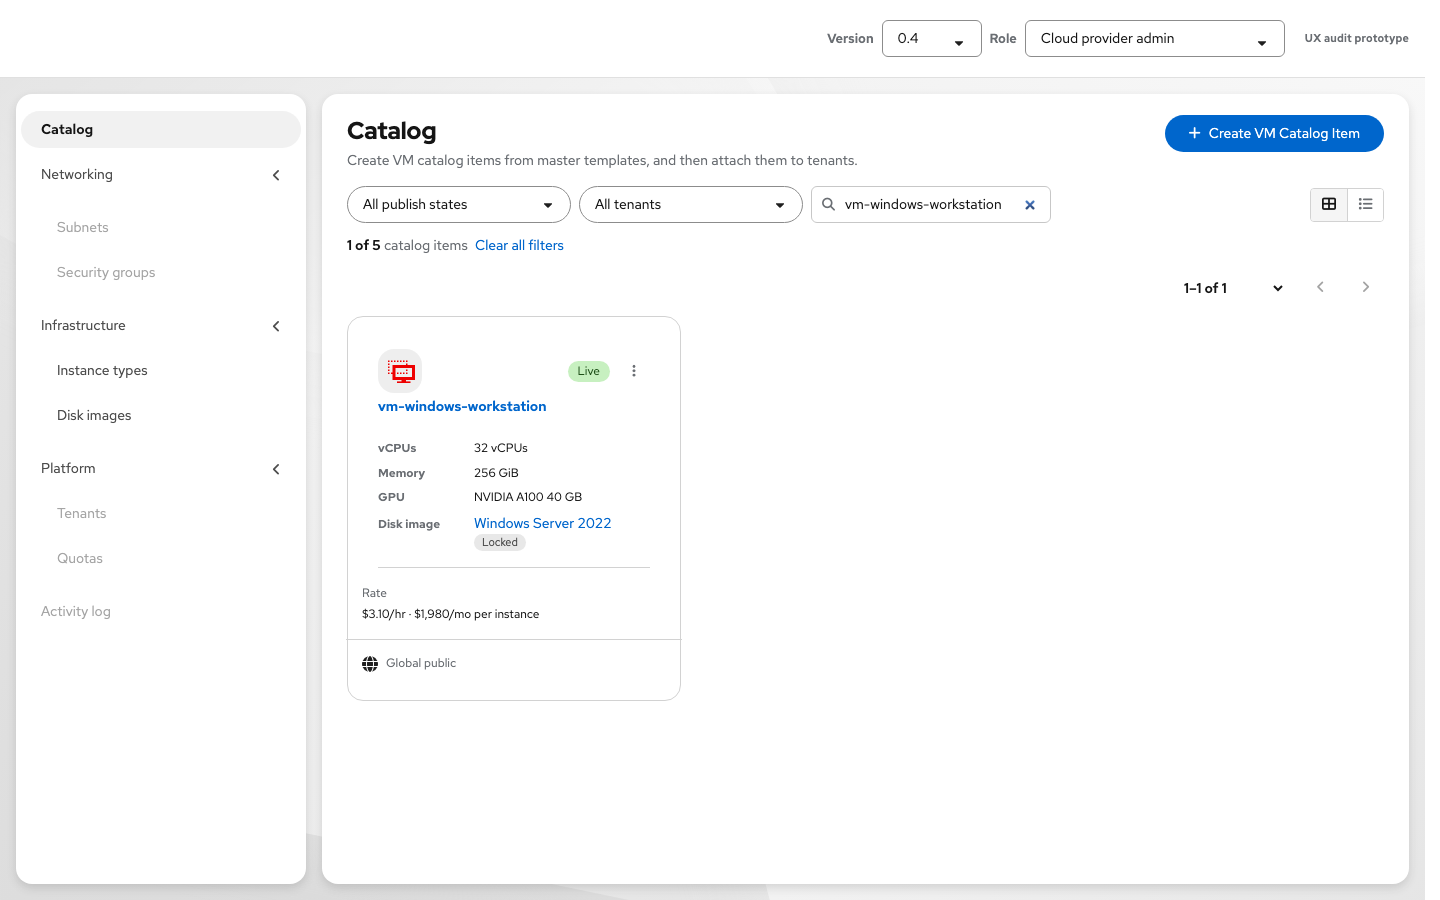 Version 0.4 Role Cloud provider admin UX audit prototype
Catalog
Networking
Subnets
Security groups
Infrastructure
Instance types
Disk images
Platform
Tenants
Quotas
Activity log
Catalog
Create VM Catalog Item
Create VM catalog items from master templates, and then attach them to tenants.
All publish states All tenants vm-windows-workstation
1 of 5 catalog items Clear all filters
1–1 of 1
Live
vm-windows-workstation
vCPUs 32 vCPUs
Memory 256 GiB
GPU NVIDIA A100 40 GB
Disk image Windows Server 2022
Locked
Rate
$3.10/hr · $1,980/mo per instance
Global public